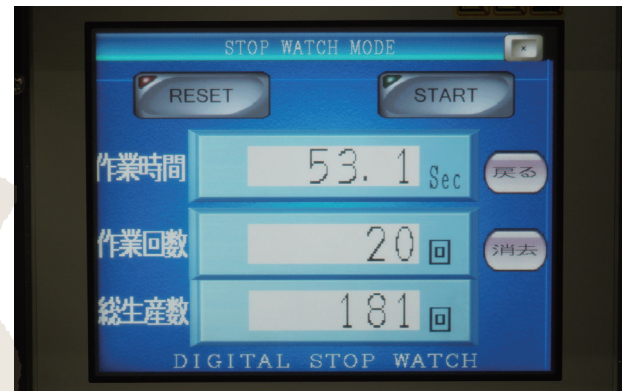 STOP WATCH MODE
×
RESET
START
作業時間
53.1 Sec
戻る
作業回数
20 回
消去
総生産数
181 回
DIGITAL STOP WATCH